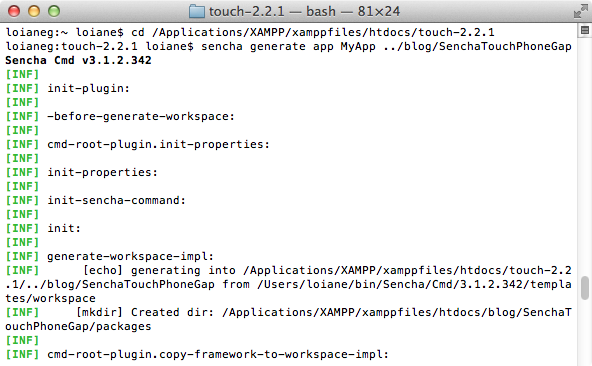 touch-2.2.1 — bash — 81×24
loianeg:~ loiane$ cd /Applications/XAMPP/xamppfiles/htdocs/touch-2.2.1
loianeg:touch-2.2.1 loiane$ sencha generate app MyApp ../blog/SenchaTouchPhoneGap
Sencha Cmd v3.1.2.342
[INF]
[INF] init-plugin:
[INF]
[INF] -before-generate-workspace:
[INF]
[INF] cmd-root-plugin.init-properties:
[INF]
[INF] init-properties:
[INF]
[INF] init-sencha-command:
[INF]
[INF] init:
[INF]
[INF] generate-workspace-impl:
[INF]      [echo] generating into /Applications/XAMPP/xamppfiles/htdocs/touch-2.2
.1/../blog/SenchaTouchPhoneGap from /Users/loiane/bin/Sencha/Cmd/3.1.2.342/templa
tes/workspace
[INF]     [mkdir] Created dir: /Applications/XAMPP/xamppfiles/htdocs/blog/SenchaT
ouchPhoneGap/packages
[INF]
[INF] cmd-root-plugin.copy-framework-to-workspace-impl: